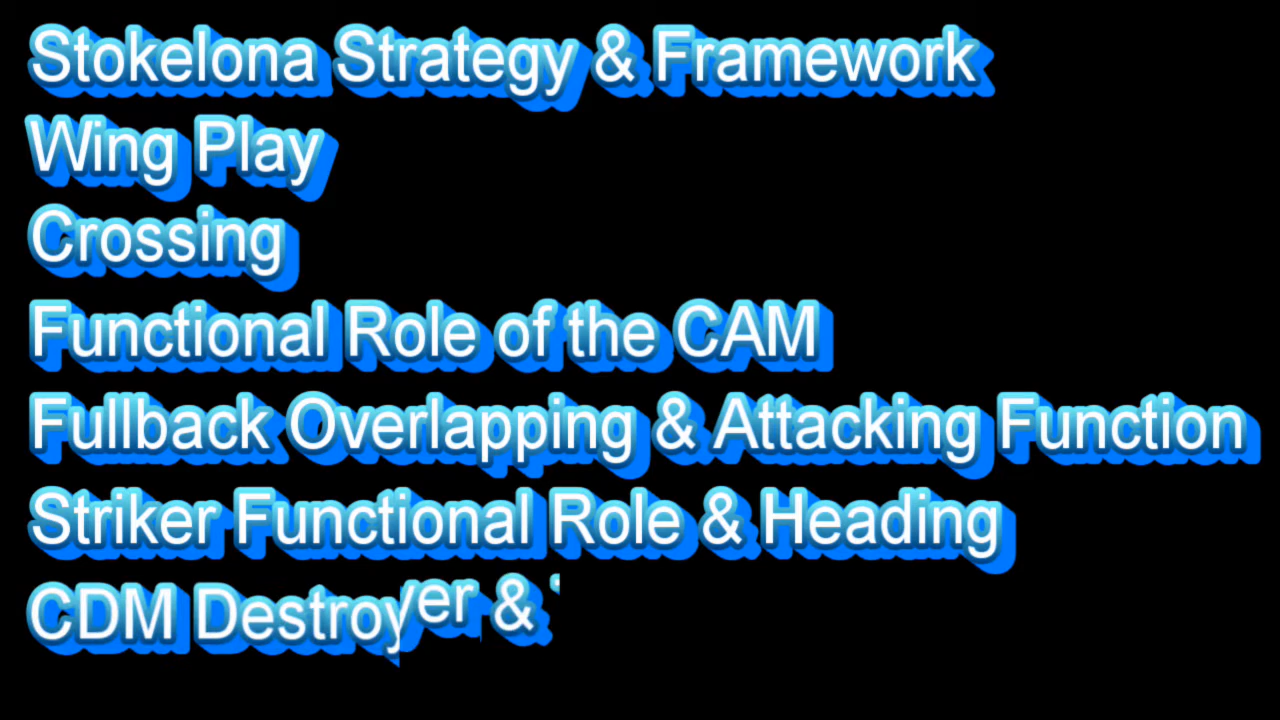 Stokelona Strategy & Framework
Wing Play
Crossing
Functional Role of the CAM
Fullback Overlapping & Attacking Function
Striker Functional Role & Heading
CDM Destroyer &